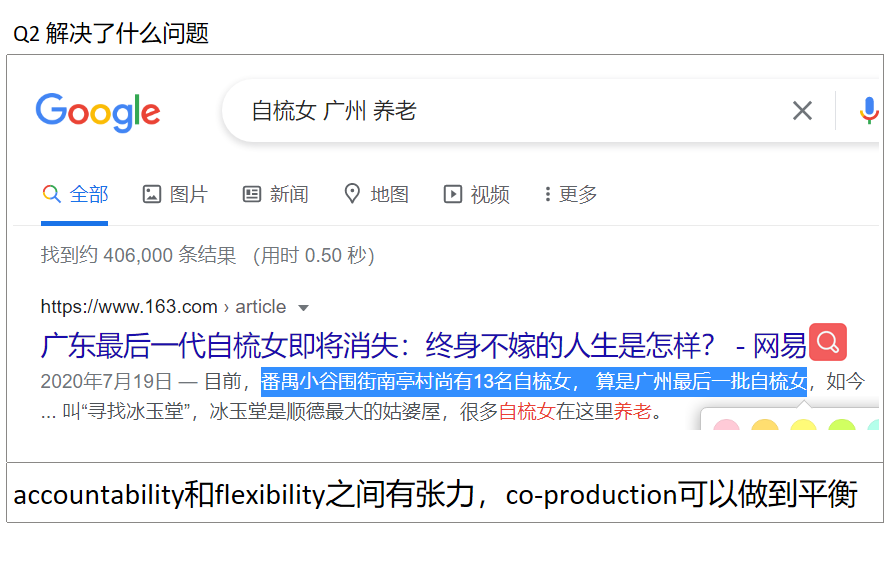 Q2 解决了什么问题
Google 自梳女 广州 养老
全部 图片 新闻 地图 视频 更多
找到约 406,000 条结果 （用时 0.50 秒）
https://www.163.com › article
广东最后一代自梳女即将消失：终身不嫁的人生是怎样？ - 网易
2020年7月19日 — 目前，番禺小谷围街南亭村尚有13名自梳女， 算是广州最后一批自梳女，如今
... 叫“寻找冰玉堂”，冰玉堂是顺德最大的姑婆屋，很多自梳女在这里养老。
accountability和flexibility之间有张力，co-production可以做到平衡